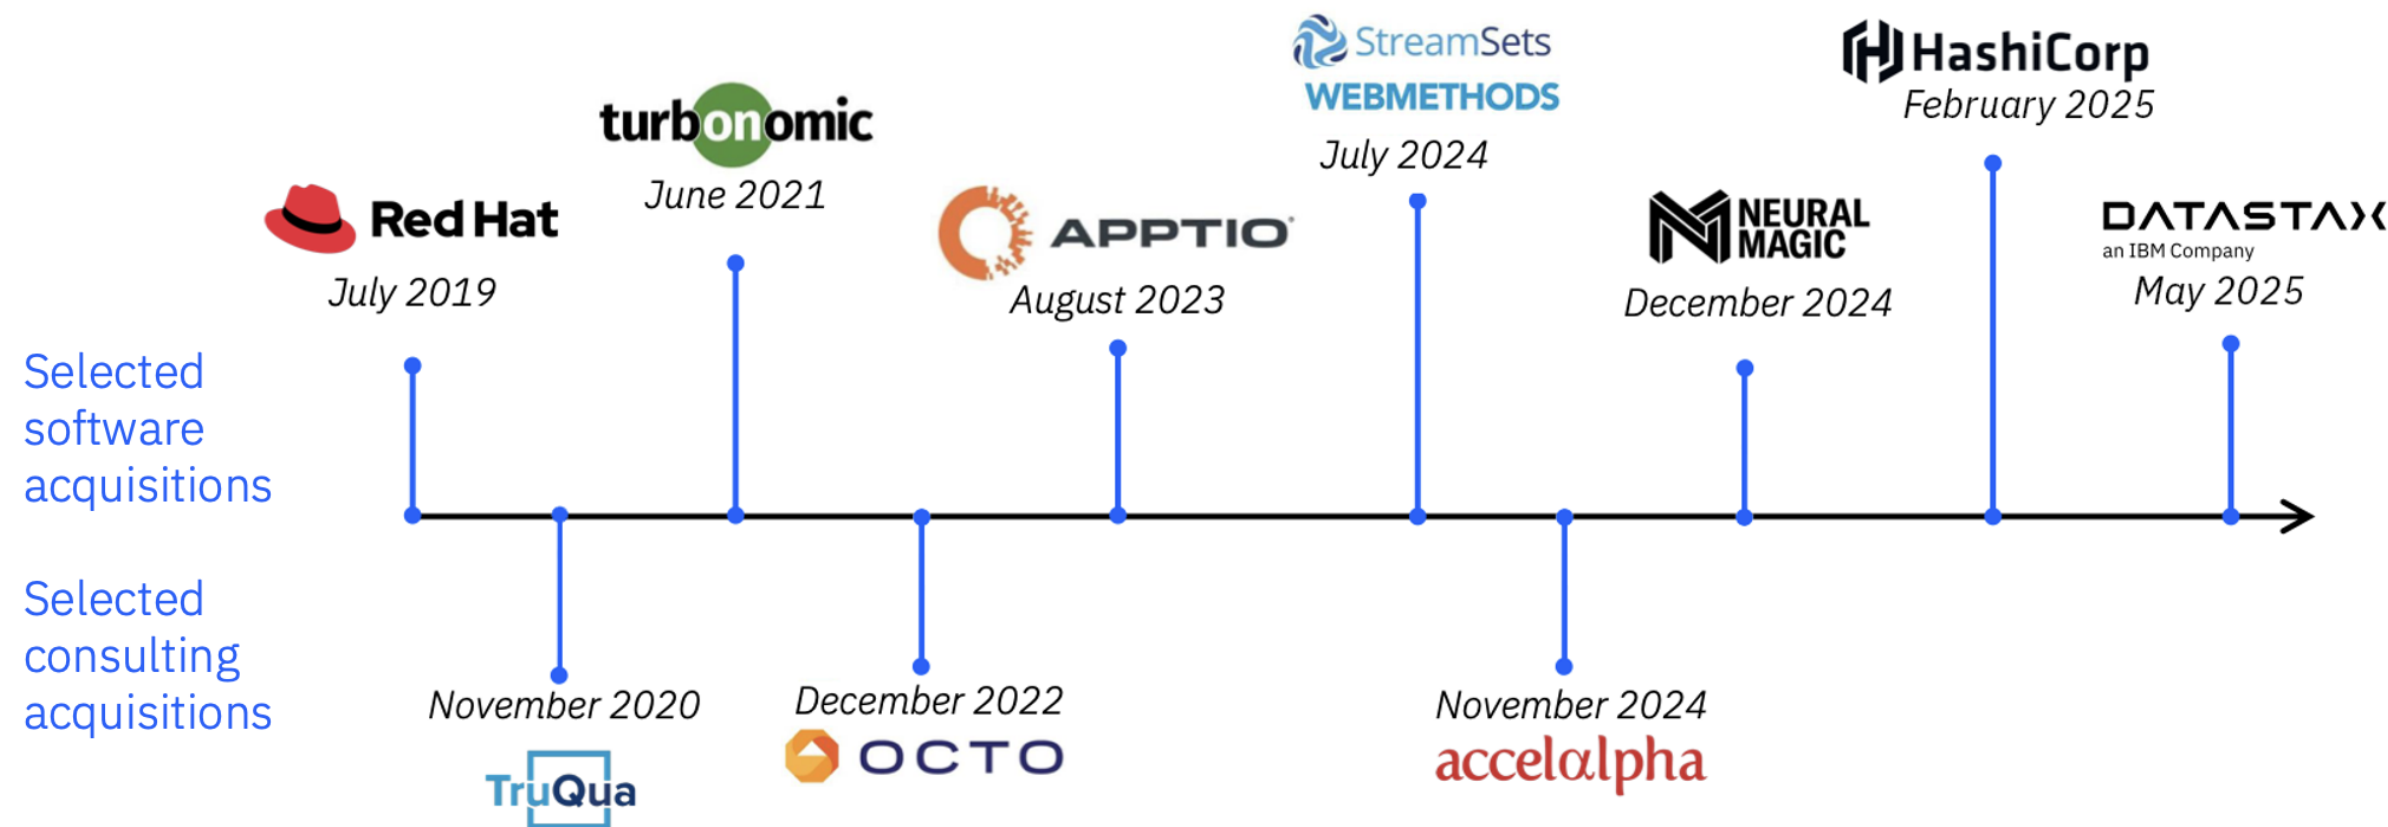 StreamSets
WEBMETHODS
July 2024
HashiCorp
February 2025
turbonomic
June 2021
Red Hat
July 2019
APPTIO
August 2023
NEURAL
MAGIC
December 2024
DATASTAX
an IBM Company
May 2025
Selected
software
acquisitions
Selected
consulting
acquisitions
November 2020
TruQua
December 2022
OCTO
November 2024
accelαlpha